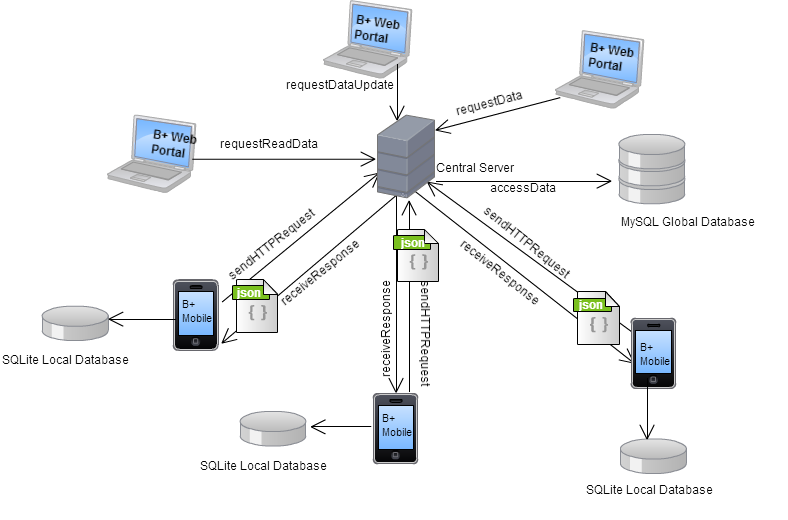 B+ Web
Portal
B+ Web
Portal
requestDataUpdate
requestData
B+ Web
Portal
requestReadData
Central Server
accessData
MySQL Global Database
sendHTTPRequest
receiveResponse
json
{ }
B+
Mobile
SQLite Local Database
json
{ }
receiveResponse
sendHTTPRequest
B+
Mobile
SQLite Local Database
sendHTTPRequest
receiveResponse
json
{ }
B+
Mobile
SQLite Local Database